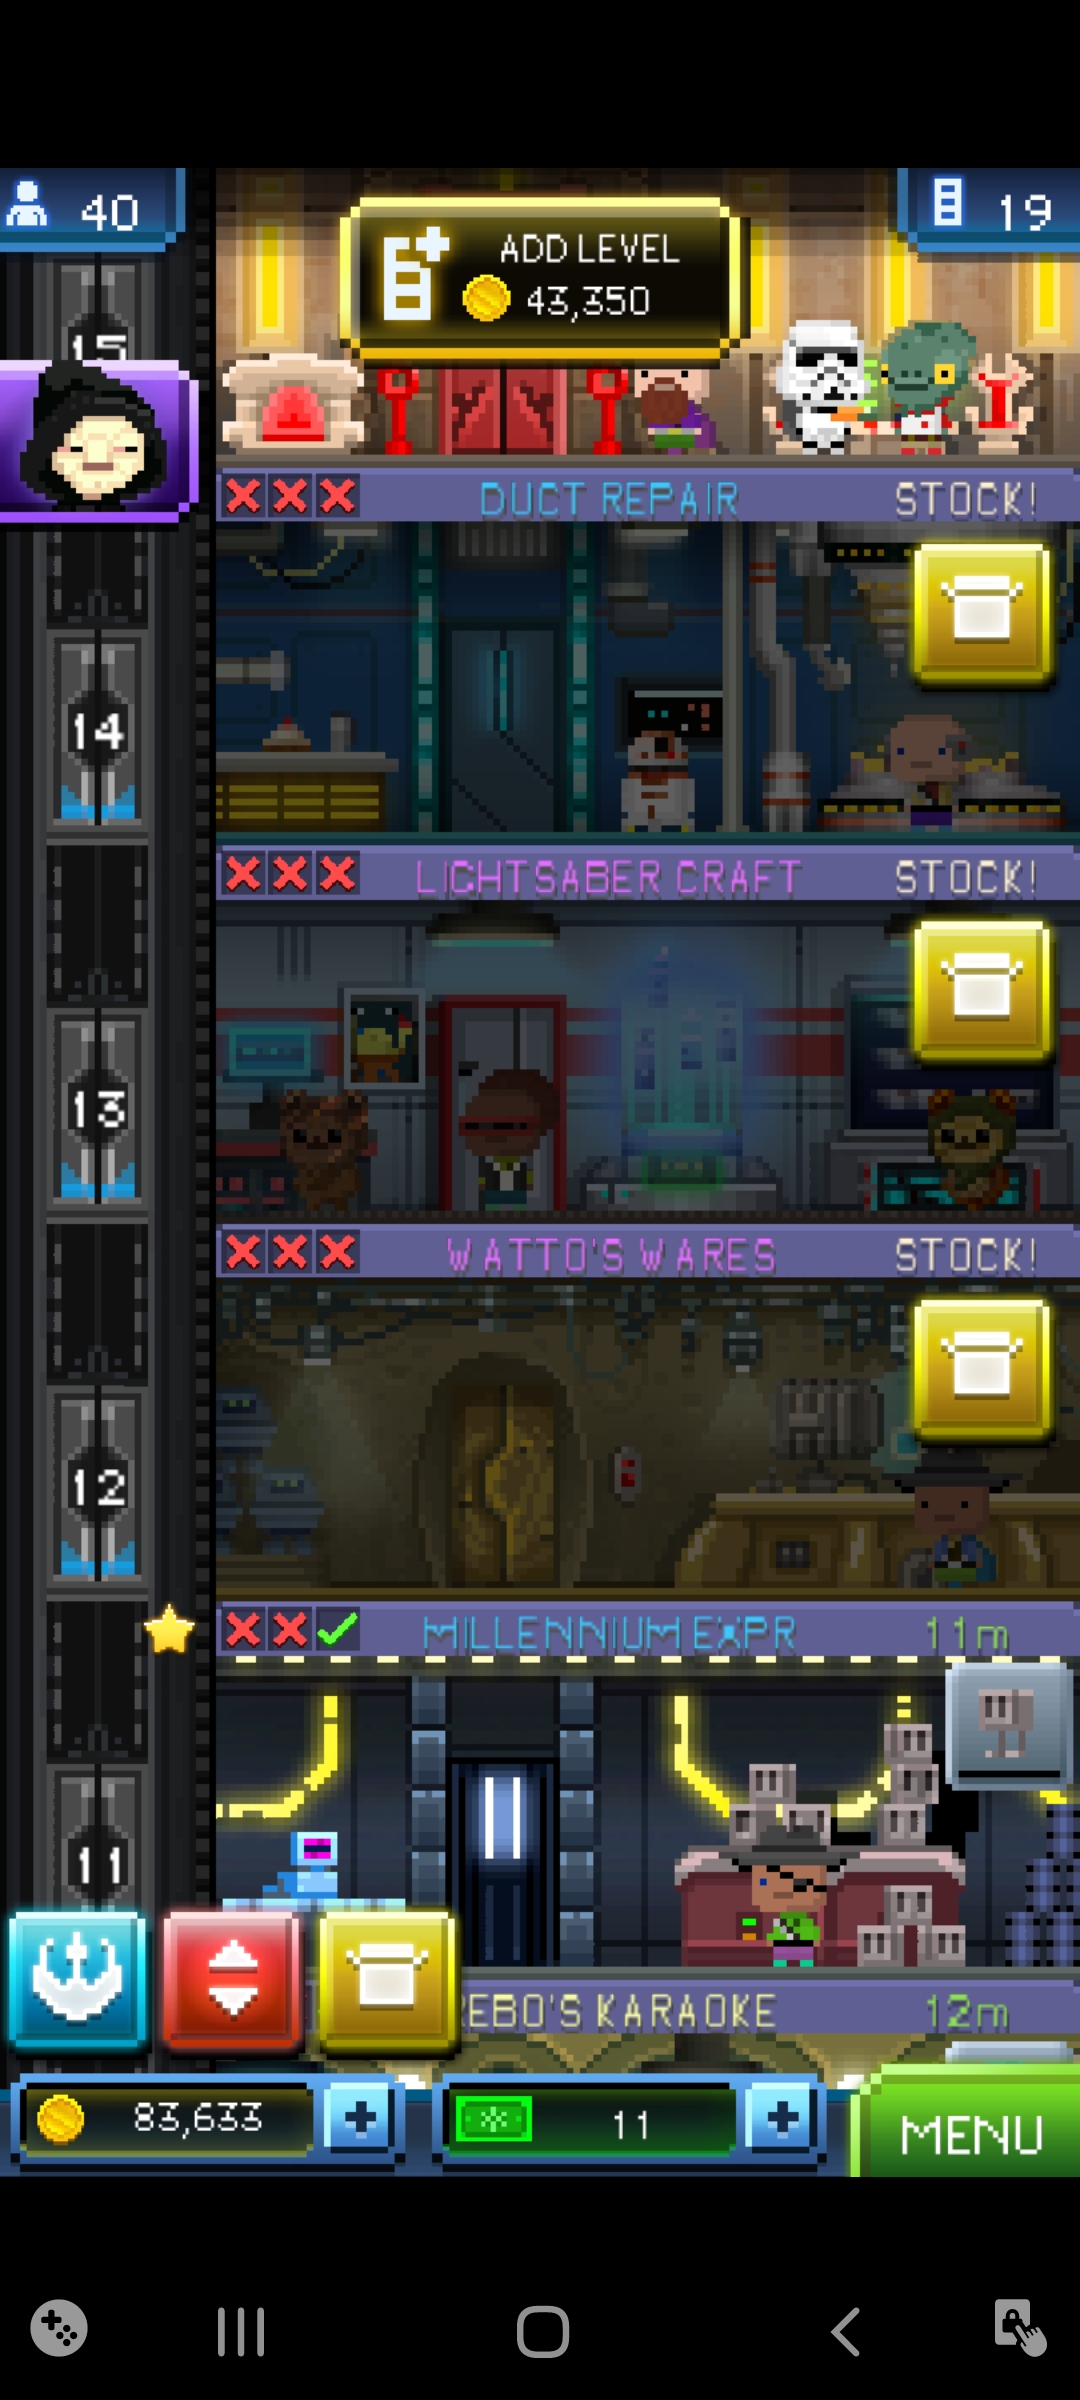 40
19
ADD LEVEL
43,350
15
DUCT REPAIR STOCK!
14
LIGHTSABER CRAFT STOCK!
13
WATTO'S WARES STOCK!
12
MILLENNIUM EXPR 11m
11
REBO'S KARAOKE 12m
83,633
11
MENU